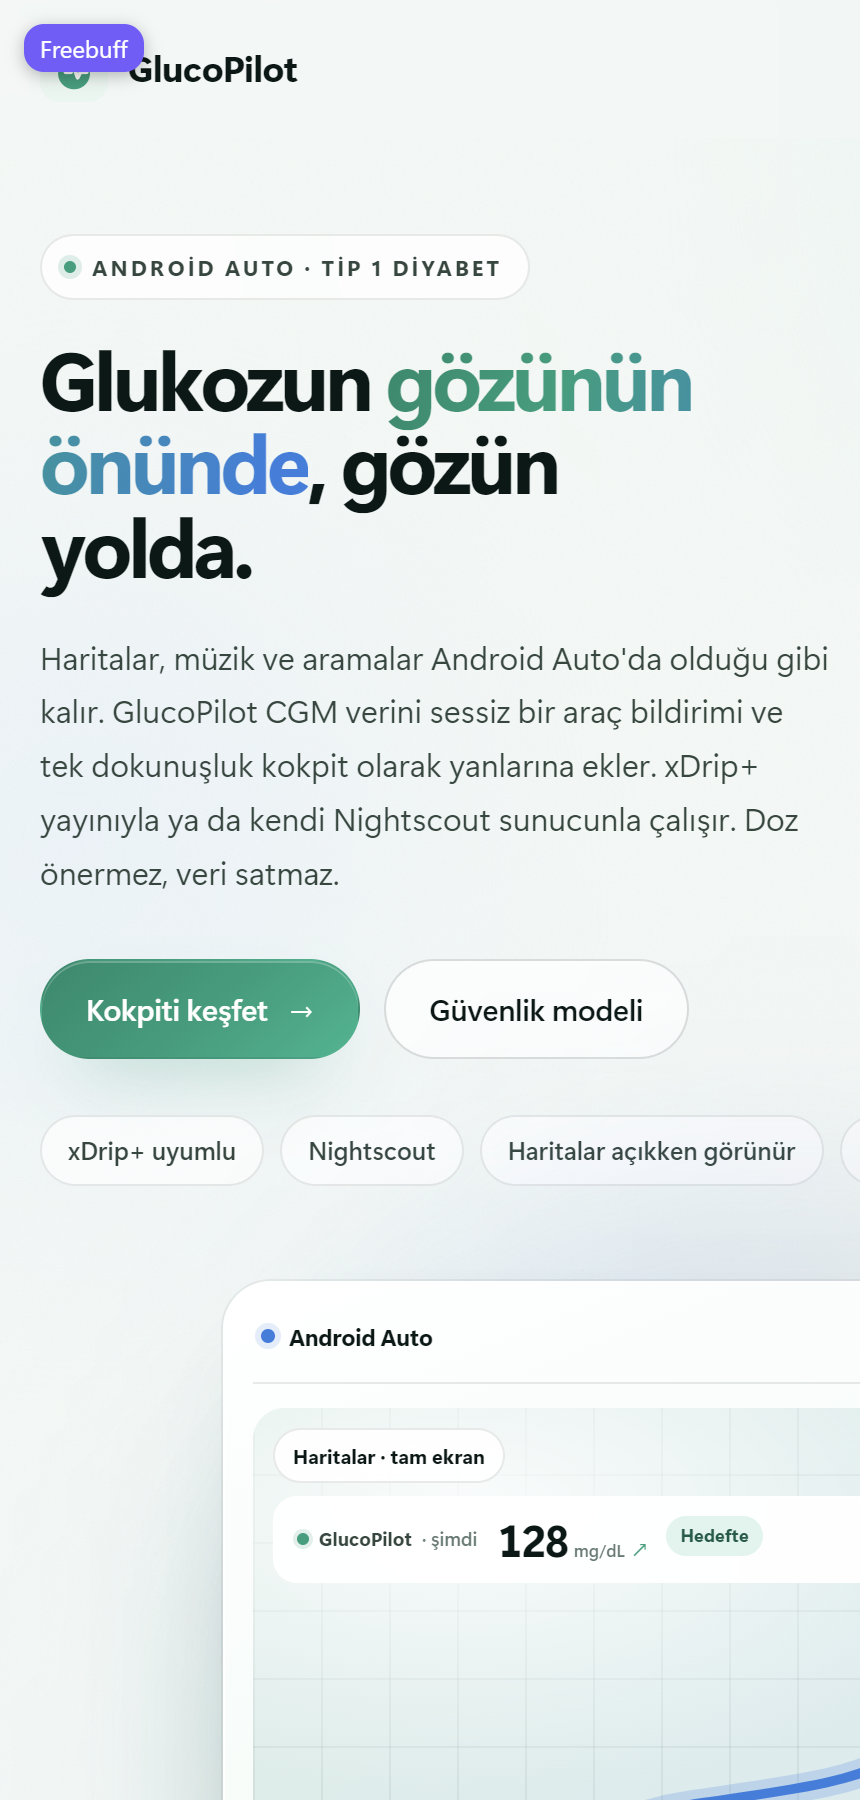 Freebuff
GlucoPilot
ANDROİD AUTO · TİP 1 DİYABET
Glukozun gözünün
önünde, gözün
yolda.
Haritalar, müzik ve aramalar Android Auto'da olduğu gibi
kalır. GlucoPilot CGM verini sessiz bir araç bildirimi ve
tek dokunuşluk kokpit olarak yanlarına ekler. xDrip+
yayınıyla ya da kendi Nightscout sunucunla çalışır. Doz
önermez, veri satmaz.
Kokpiti keşfet →
Güvenlik modeli
xDrip+ uyumlu
Nightscout
Haritalar açıkken görünür
Android Auto
Haritalar · tam ekran
GlucoPilot · şimdi 128 mg/dL ↗ Hedefte